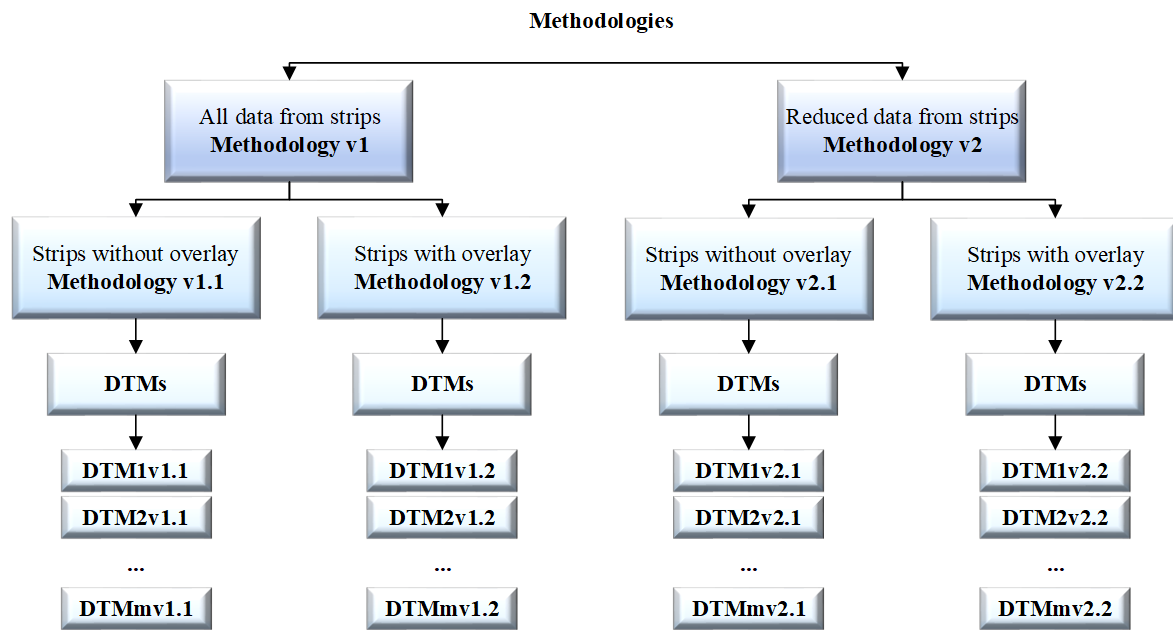 Methodologies
All data from strips
Methodology v1
Reduced data from strips
Methodology v2
Strips without overlay
Methodology v1.1
Strips with overlay
Methodology v1.2
Strips without overlay
Methodology v2.1
Strips with overlay
Methodology v2.2
DTMs
DTMs
DTMs
DTMs
DTM1v1.1
DTM2v1.1
...
DTMmv1.1
DTM1v1.2
DTM2v1.2
...
DTMmv1.2
DTM1v2.1
DTM2v2.1
...
DTMmv2.1
DTM1v2.2
DTM2v2.2
...
DTMmv2.2